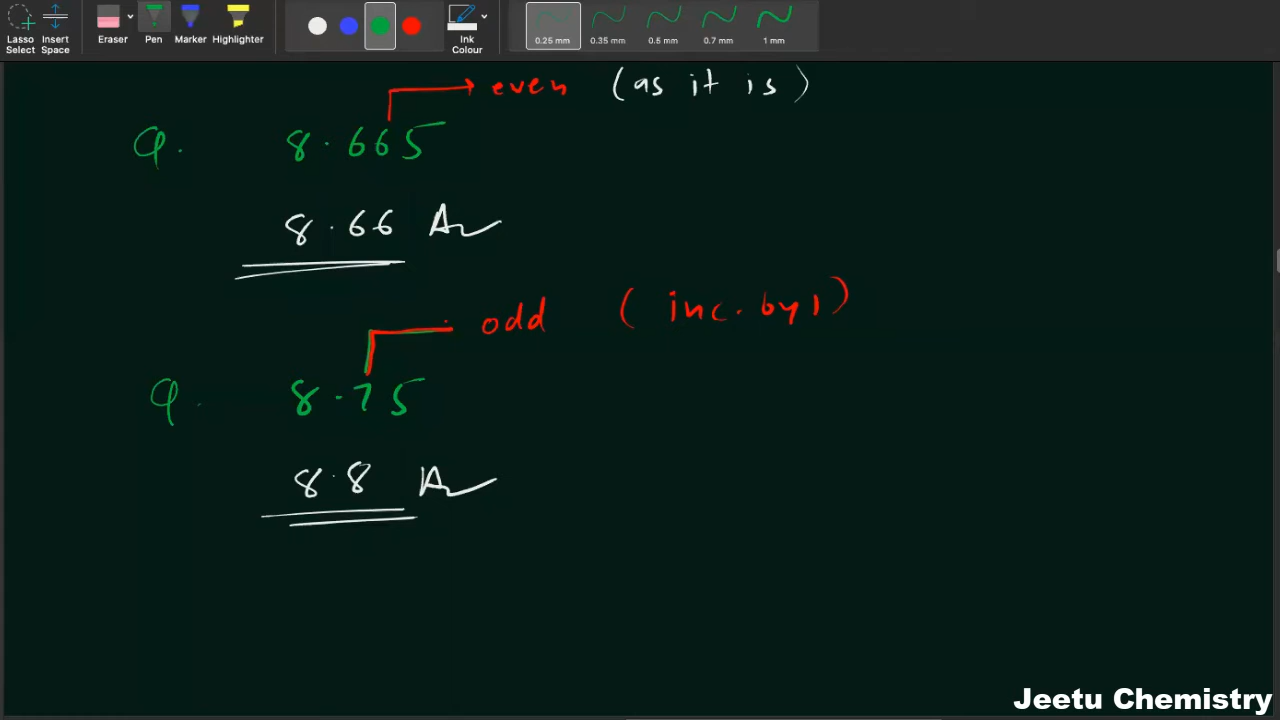 Lasso Select
Insert Space
Eraser
Pen
Marker
Highlighter
Ink Colour
0.25 mm
0.35 mm
0.5 mm
0.7 mm
1 mm
even (as it is)
Q. 8.665
8.66
odd (inc. by 1)
Q. 8.75
8.8
Jeetu Chemistry